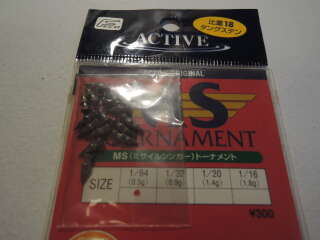 ACTIVE
比重18
タングステン
ORIGINAL
MS
TOURNAMENT
MS(ミサイルシンカー)トーナメント
SIZE
1/64 1/32 1/20 1/16
(0.5g) (0.9g) (1.4g) (1.8g)
¥300